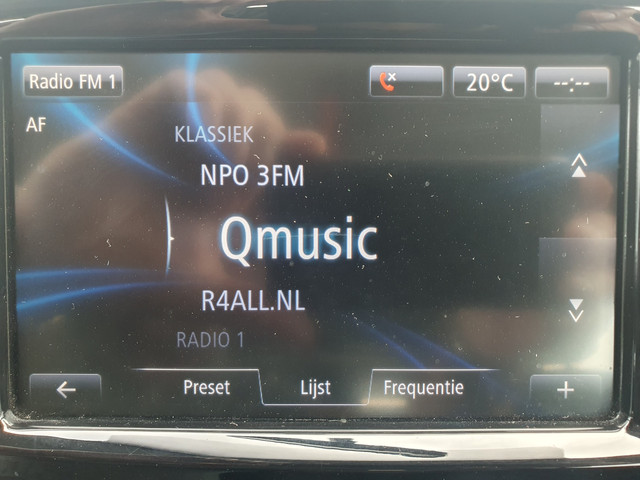 Radio FM 1
20°C
--:--
AF
KLASSIEK
NPO 3FM
Qmusic
R4ALL.NL
RADIO 1
Preset
Lijst
Frequentie